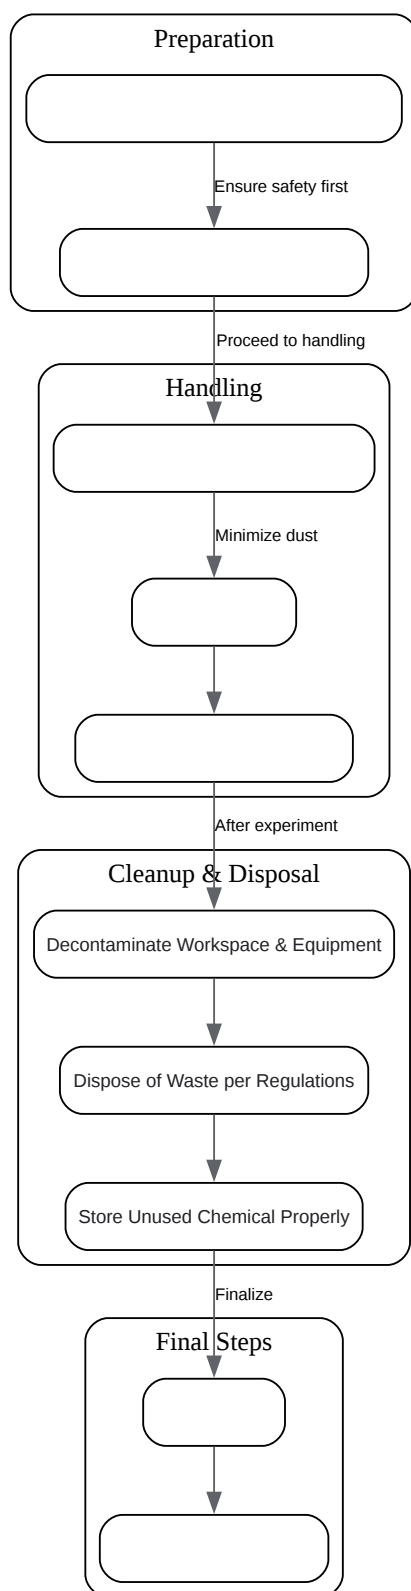 Preparation
Ensure safety first
Proceed to handling
Handling
Minimize dust
After experiment
Cleanup & Disposal
Decontaminate Workspace & Equipment
Dispose of Waste per Regulations
Store Unused Chemical Properly
Finalize
Final Steps